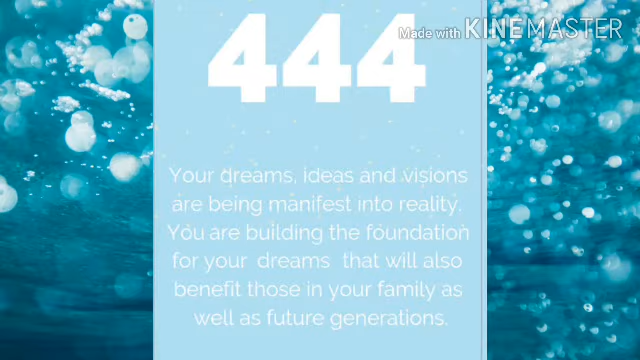 444
Made with KINEMASTER
Your dreams, ideas and visions
are being manifest into reality.
You are building the foundation
for your dreams that will also
benefit those in your family as
well as future generations.